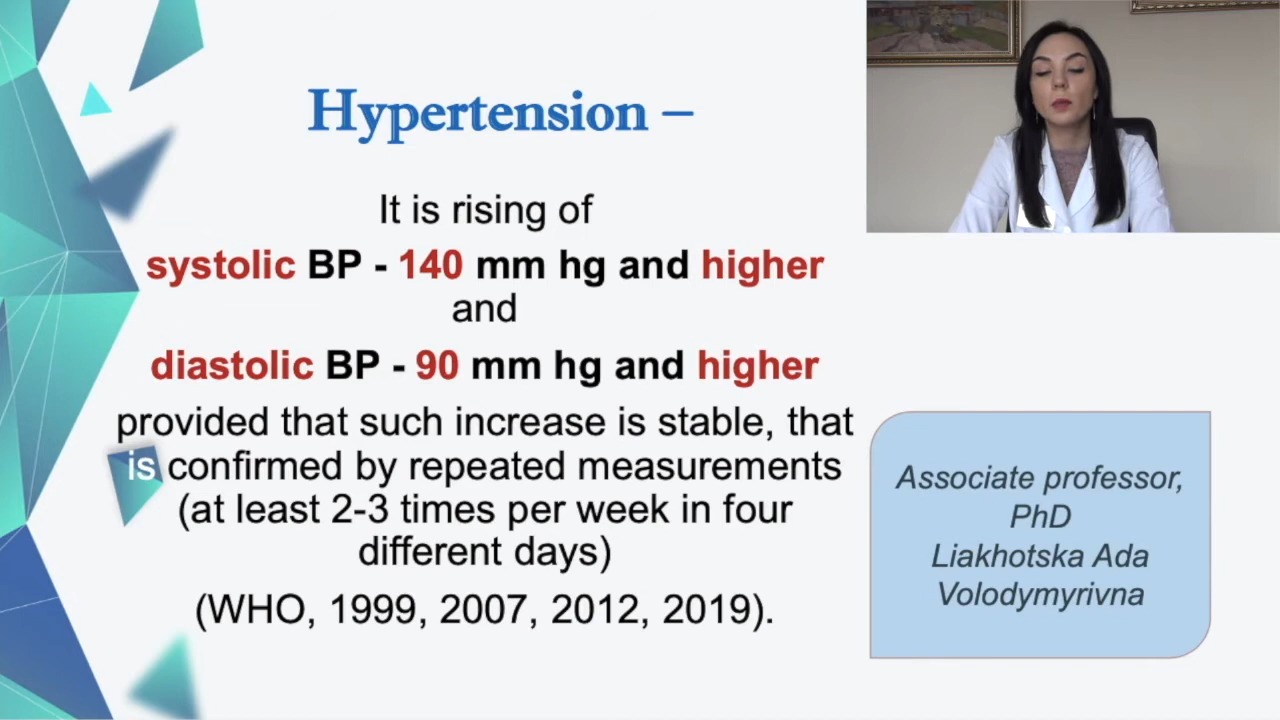 Hypertension –
It is rising of
systolic BP - 140 mm hg and higher
and
diastolic BP - 90 mm hg and higher
provided that such increase is stable, that
is confirmed by repeated measurements
(at least 2-3 times per week in four
different days)
(WHO, 1999, 2007, 2012, 2019).
Associate professor,
PhD
Liakhotska Ada
Volodymyrivna